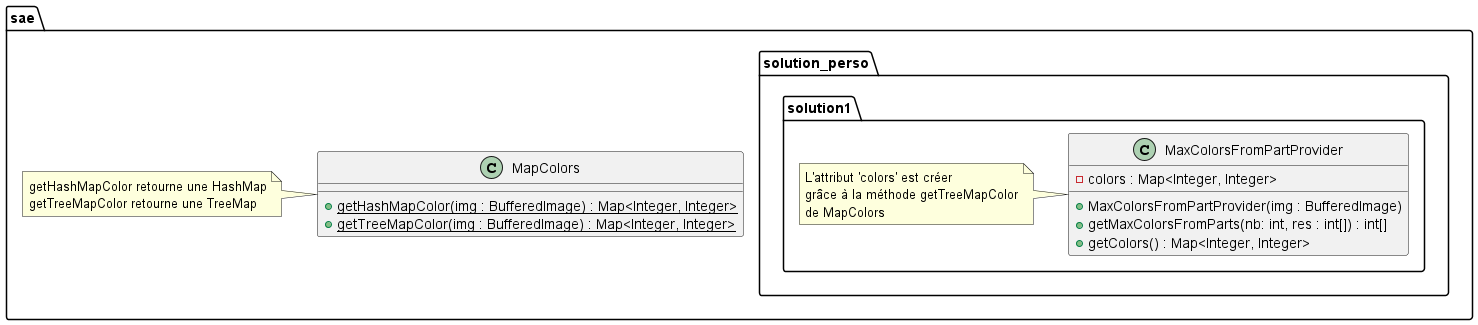 sae
solution_perso
solution1
C MaxColorsFromPartProvider
colors : Map<Integer, Integer>
MaxColorsFromPartProvider(img : BufferedImage)
getMaxColorsFromParts(nb: int, res : int[]) : int[]
getColors() : Map<Integer, Integer>
L'attribut 'colors' est créer
grâce à la méthode getTreeMapColor
de MapColors
C MapColors
getHashMapColor(img : BufferedImage) : Map<Integer, Integer>
getTreeMapColor(img : BufferedImage) : Map<Integer, Integer>
getHashMapColor retourne une HashMap
getTreeMapColor retourne une TreeMap